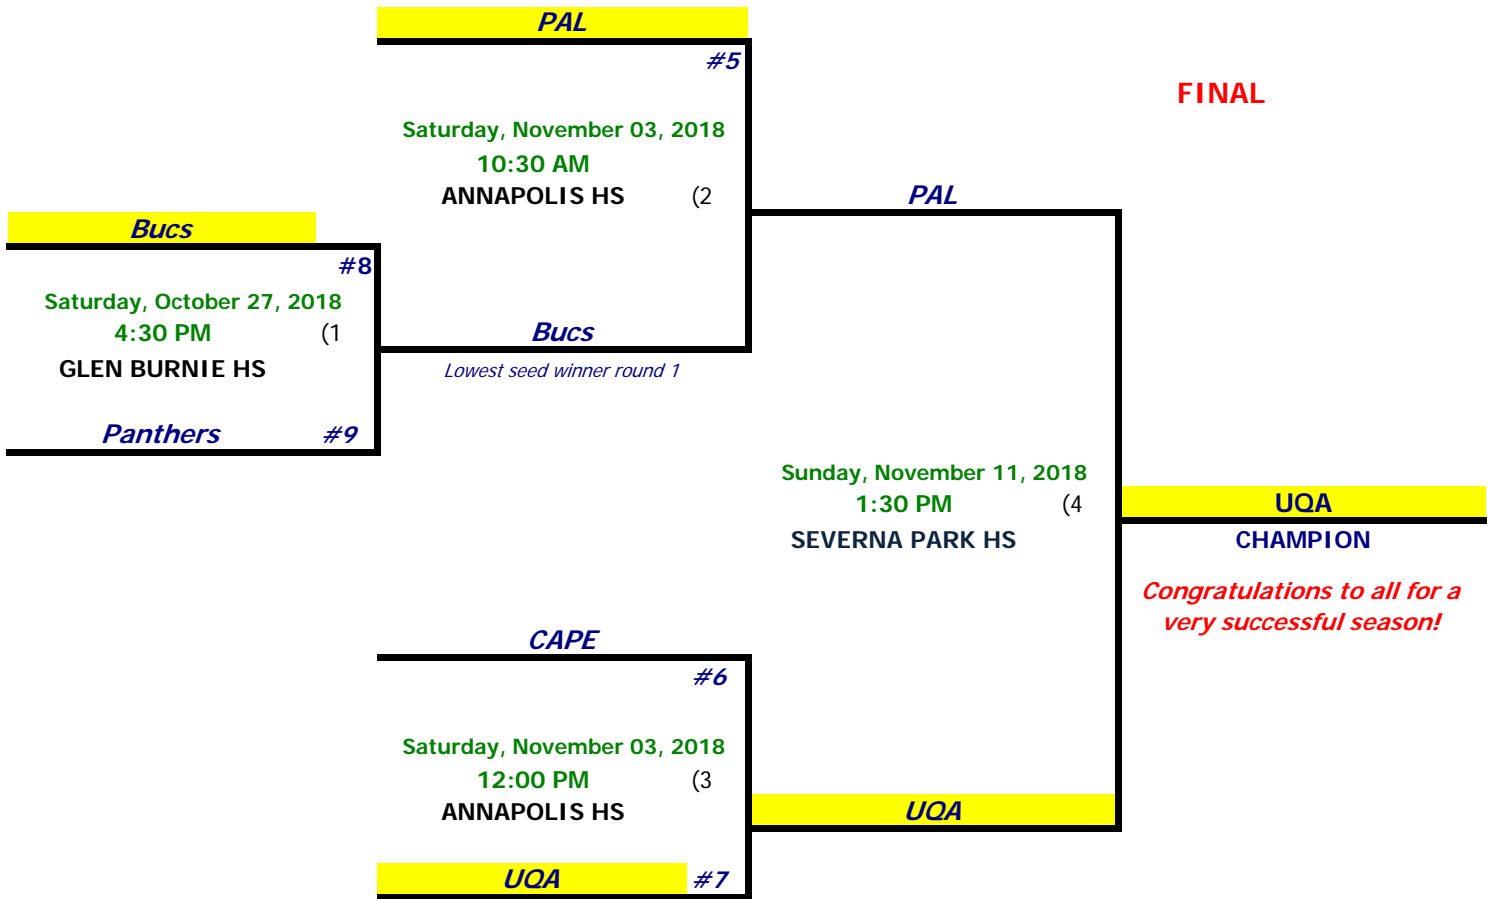 PAL
#5
FINAL
Saturday, November 03, 2018
10:30 AM
ANNAPOLIS HS (2
PAL
Bucs
#8
Saturday, October 27, 2018
4:30 PM (1
GLEN BURNIE HS
Bucs
Lowest seed winner round 1
Panthers #9
Sunday, November 11, 2018
1:30 PM (4
SEVERNA PARK HS
UQA
CHAMPION
Congratulations to all for a
very successful season!
CAPE
#6
Saturday, November 03, 2018
12:00 PM (3
ANNAPOLIS HS
UQA
UQA #7